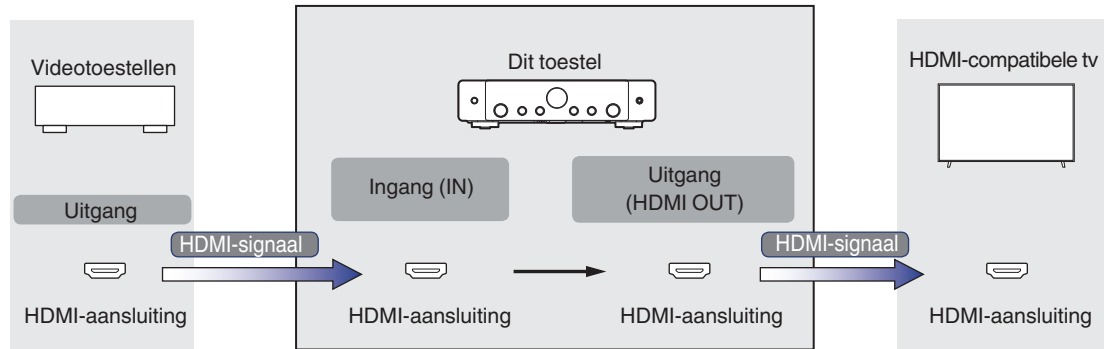 Videotoestellen
Dit toestel
HDMI-compatibele tv
Uitgang
Ingang (IN)
Uitgang
(HDMI OUT)
HDMI-signaal
HDMI-signaal
HDMI-aansluiting
HDMI-aansluiting
HDMI-aansluiting
HDMI-aansluiting